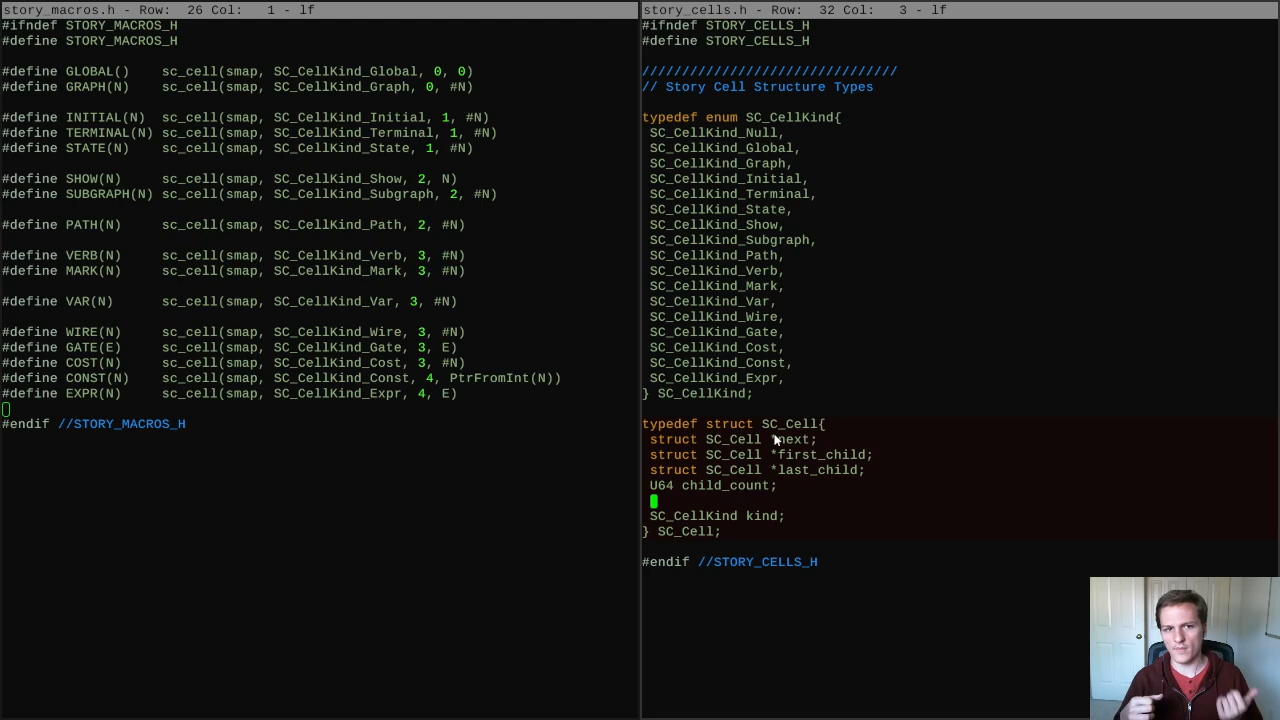 story_macros.h - Row: 26 Col: 1 - lf
#ifndef STORY_MACROS_H
#define STORY_MACROS_H
#define GLOBAL() sc_cell(smap, SC_CellKind_Global, 0, 0)
#define GRAPH(N) sc_cell(smap, SC_CellKind_Graph, 0, #N)
#define INITIAL(N) sc_cell(smap, SC_CellKind_Initial, 1, #N)
#define TERMINAL(N) sc_cell(smap, SC_CellKind_Terminal, 1, #N)
#define STATE(N) sc_cell(smap, SC_CellKind_State, 1, #N)
#define SHOW(N) sc_cell(smap, SC_CellKind_Show, 2, N)
#define SUBGRAPH(N) sc_cell(smap, SC_CellKind_Subgraph, 2, #N)
#define PATH(N) sc_cell(smap, SC_CellKind_Path, 2, #N)
#define VERB(N) sc_cell(smap, SC_CellKind_Verb, 3, #N)
#define MARK(N) sc_cell(smap, SC_CellKind_Mark, 3, #N)
#define VAR(N) sc_cell(smap, SC_CellKind_Var, 3, #N)
#define WIRE(N) sc_cell(smap, SC_CellKind_Wire, 3, #N)
#define GATE(E) sc_cell(smap, SC_CellKind_Gate, 3, E)
#define COST(N) sc_cell(smap, SC_CellKind_Cost, 3, #N)
#define CONST(N) sc_cell(smap, SC_CellKind_Const, 4, PtrFromInt(N))
#define EXPR(N) sc_cell(smap, SC_CellKind_Expr, 4, E)
#endif //STORY_MACROS_H
story_cells.h - Row: 32 Col: 3 - lf
#ifndef STORY_CELLS_H
#define STORY_CELLS_H
////////////////////////////////
// Story Cell Structure Types
typedef enum SC_CellKind{
SC_CellKind_Null,
SC_CellKind_Global,
SC_CellKind_Graph,
SC_CellKind_Initial,
SC_CellKind_Terminal,
SC_CellKind_State,
SC_CellKind_Show,
SC_CellKind_Subgraph,
SC_CellKind_Path,
SC_CellKind_Verb,
SC_CellKind_Mark,
SC_CellKind_Var,
SC_CellKind_Wire,
SC_CellKind_Gate,
SC_CellKind_Cost,
SC_CellKind_Const,
SC_CellKind_Expr,
} SC_CellKind;
typedef struct SC_Cell{
struct SC_Cell *next;
struct SC_Cell *first_child;
struct SC_Cell *last_child;
U64 child_count;
SC_CellKind kind;
} SC_Cell;
#endif //STORY_CELLS_H